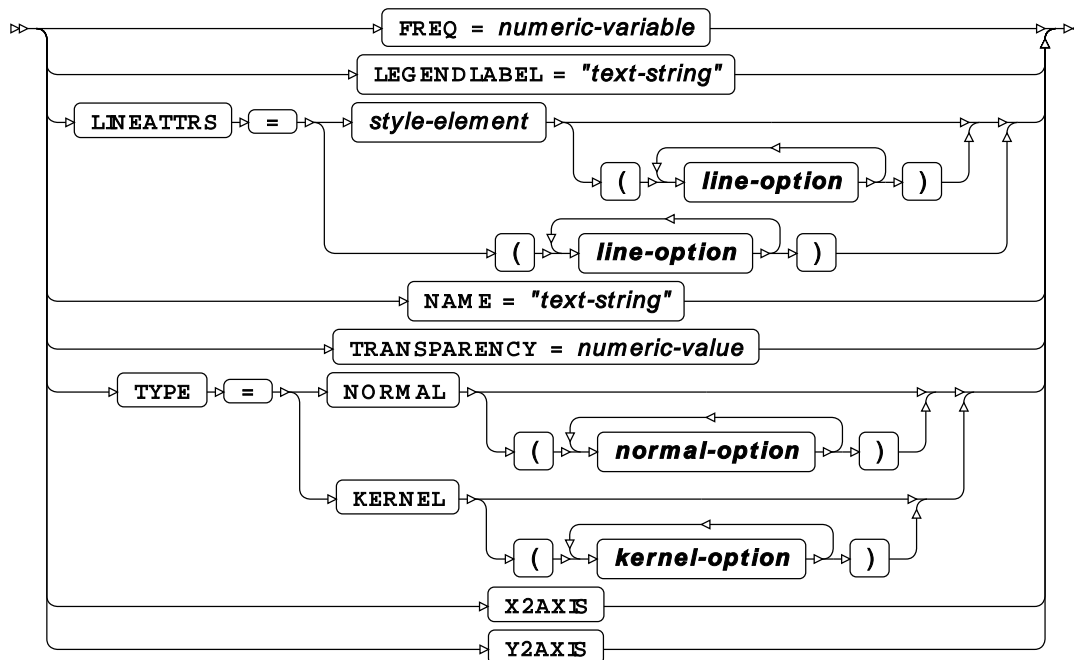 FREQ = numeric-variable
LEGENDLABEL = "text-string"
LINEATTRS = style-element
( line-option )
( line-option )
NAME = "text-string"
TRANSPARENCY = numeric-value
TYPE = NORMAL
( normal-option )
KERNEL
( kernel-option )
X2AXIS
Y2AXIS